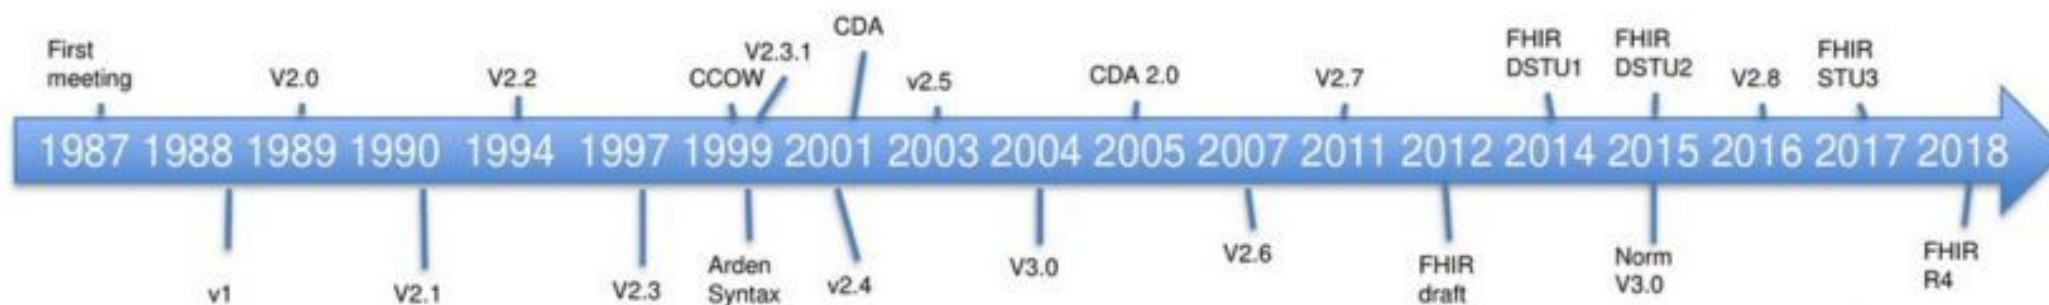 First
meeting
V2.0
V2.2
CCOW
V2.3.1
CDA
v2.5
CDA 2.0
V2.7
FHIR
DSTU1
FHIR
DSTU2
V2.8
FHIR
STU3
1987 1988 1989 1990 1994 1997 1999 2001 2003 2004 2005 2007 2011 2012 2014 2015 2016 2017 2018
v1
V2.1
V2.3
Arden
Syntax
v2.4
V3.0
V2.6
FHIR
draft
Norm
V3.0
FHIR
R4